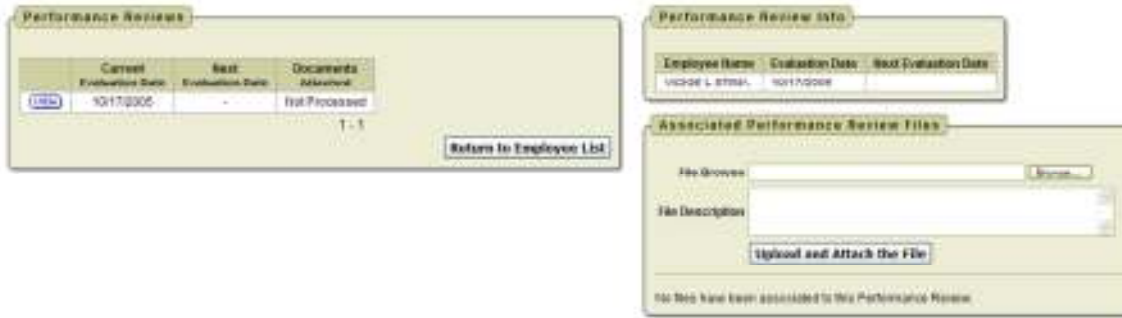 Performance Reviews
Current Evaluation Date
Next Evaluation Date
Documents Attached
10/17/2005 - Not Processed
1 - 1
Return to Employee List
Performance Review Info
Employee Name Evaluation Date Next Evaluation Date
10/17/2005
Associated Performance Review Files
File Browse Browse...
File Description
Upload and Attach the File
No files have been associated to this Performance Review.